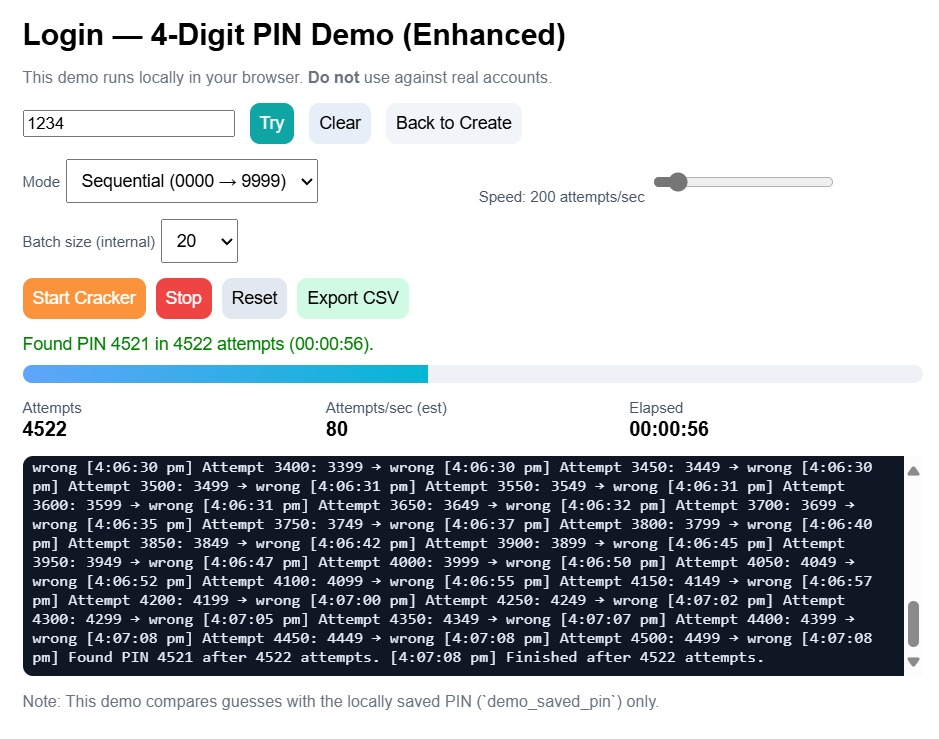 Login — 4-Digit PIN Demo (Enhanced)
This demo runs locally in your browser. Do not use against real accounts.
1234 Try Clear Back to Create
Mode Sequential (0000 → 9999) Speed: 200 attempts/sec
Batch size (internal) 20
Start Cracker Stop Reset Export CSV
Found PIN 4521 in 4522 attempts (00:00:56).
Attempts Attempts/sec (est) Elapsed
4522 80 00:00:56
wrong [4:06:30 pm] Attempt 3400: 3399 → wrong [4:06:30 pm] Attempt 3450: 3449 → wrong [4:06:30
pm] Attempt 3500: 3499 → wrong [4:06:31 pm] Attempt 3550: 3549 → wrong [4:06:31 pm] Attempt
3600: 3599 → wrong [4:06:31 pm] Attempt 3650: 3649 → wrong [4:06:32 pm] Attempt 3700: 3699 →
wrong [4:06:35 pm] Attempt 3750: 3749 → wrong [4:06:37 pm] Attempt 3800: 3799 → wrong [4:06:40
pm] Attempt 3850: 3849 → wrong [4:06:42 pm] Attempt 3900: 3899 → wrong [4:06:45 pm] Attempt
3950: 3949 → wrong [4:06:47 pm] Attempt 4000: 3999 → wrong [4:06:50 pm] Attempt 4050: 4049 →
wrong [4:06:52 pm] Attempt 4100: 4099 → wrong [4:06:55 pm] Attempt 4150: 4149 → wrong [4:06:57
pm] Attempt 4200: 4199 → wrong [4:07:00 pm] Attempt 4250: 4249 → wrong [4:07:02 pm] Attempt
4300: 4299 → wrong [4:07:05 pm] Attempt 4350: 4349 → wrong [4:07:07 pm] Attempt 4400: 4399 →
wrong [4:07:08 pm] Attempt 4450: 4449 → wrong [4:07:08 pm] Attempt 4500: 4499 → wrong [4:07:08
pm] Found PIN 4521 after 4522 attempts. [4:07:08 pm] Finished after 4522 attempts.
Note: This demo compares guesses with the locally saved PIN (`demo_saved_pin`) only.